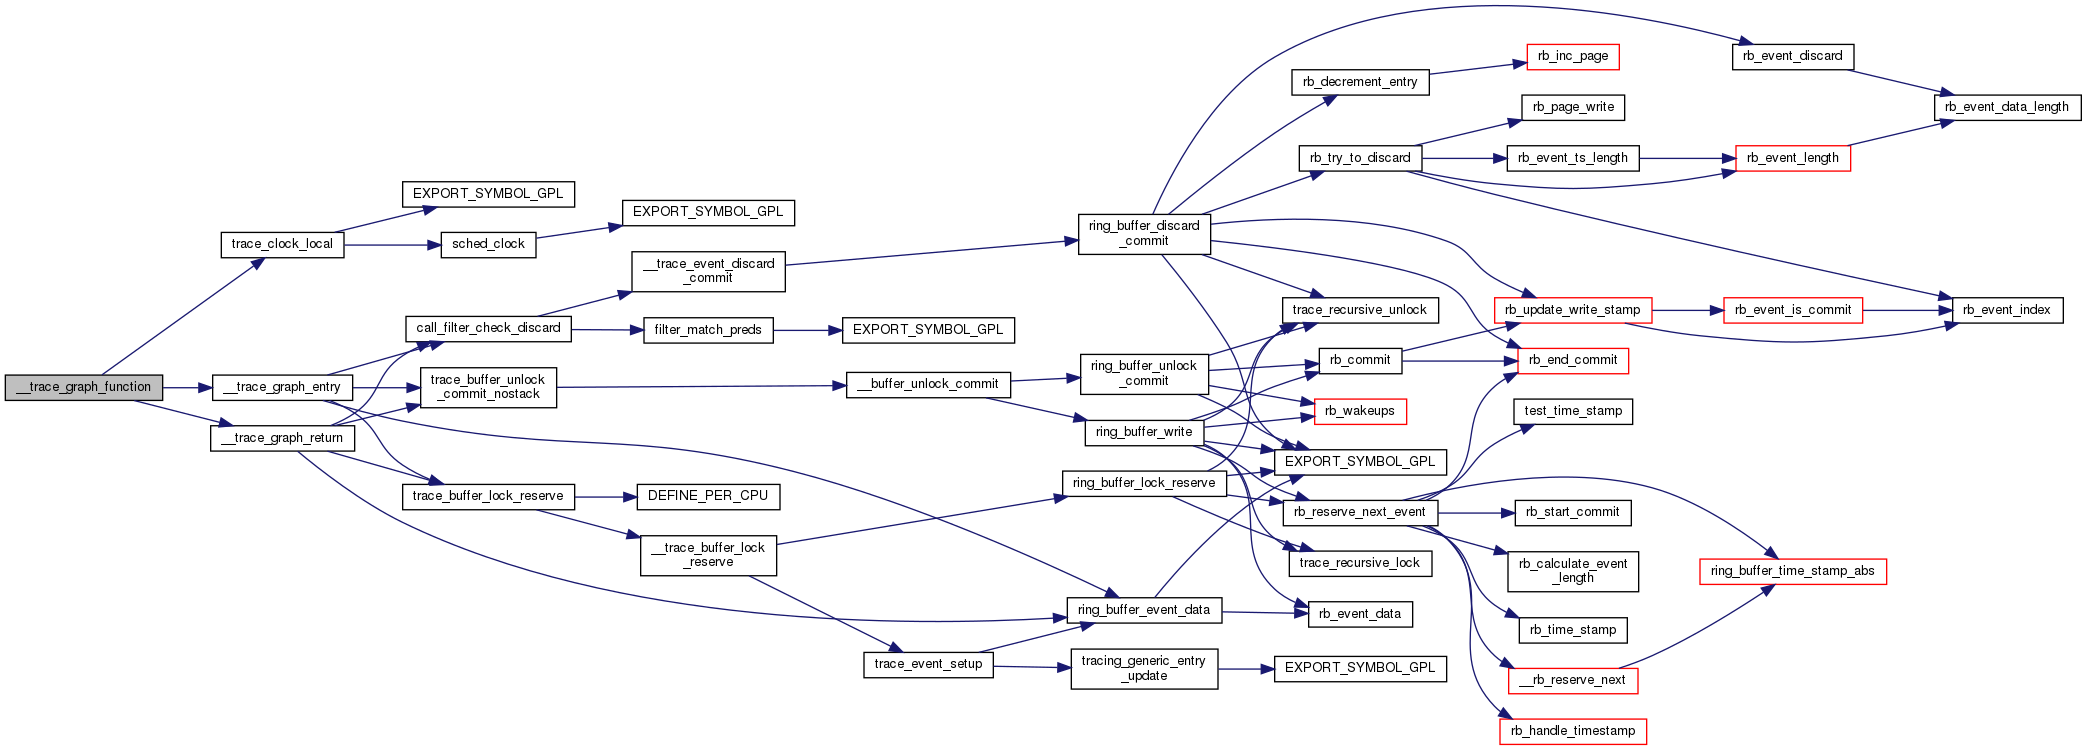 __trace_graph_function
trace_clock_local
__trace_graph_entry
__trace_graph_return
EXPORT_SYMBOL_GPL
sched_clock
call_filter_check_discard
trace_buffer_unlock
_commit_nostack
trace_buffer_lock_reserve
EXPORT_SYMBOL_GPL
__trace_event_discard
_commit
filter_match_preds
DEFINE_PER_CPU
__trace_buffer_lock
_reserve
EXPORT_SYMBOL_GPL
__buffer_unlock_commit
trace_event_setup
ring_buffer_discard
_commit
ring_buffer_unlock
_commit
ring_buffer_write
ring_buffer_lock_reserve
ring_buffer_event_data
tracing_generic_entry
_update
rb_decrement_entry
rb_try_to_discard
trace_recursive_unlock
rb_commit
rb_wakeups
EXPORT_SYMBOL_GPL
rb_reserve_next_event
trace_recursive_lock
rb_event_data
EXPORT_SYMBOL_GPL
rb_inc_page
rb_page_write
rb_event_ts_length
rb_update_write_stamp
rb_end_commit
test_time_stamp
rb_start_commit
rb_calculate_event
_length
rb_time_stamp
__rb_reserve_next
rb_handle_timestamp
rb_event_discard
rb_event_length
rb_event_is_commit
ring_buffer_time_stamp_abs
rb_event_data_length
rb_event_index